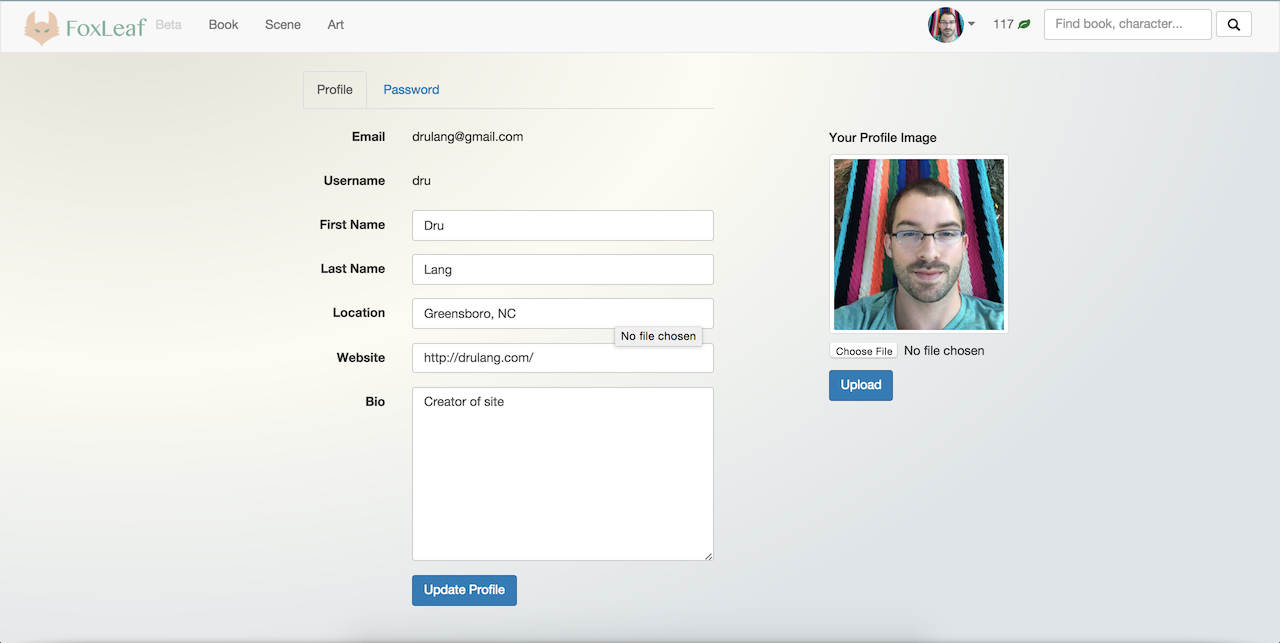 FoxLeaf Beta Book Scene Art 117 Find book, character...
Profile Password
Email drulang@gmail.com
Username dru
First Name Dru
Last Name Lang
Location Greensboro, NC
No file chosen
Website http://drulang.com/
Bio Creator of site
Update Profile
Your Profile Image
Choose File No file chosen
Upload